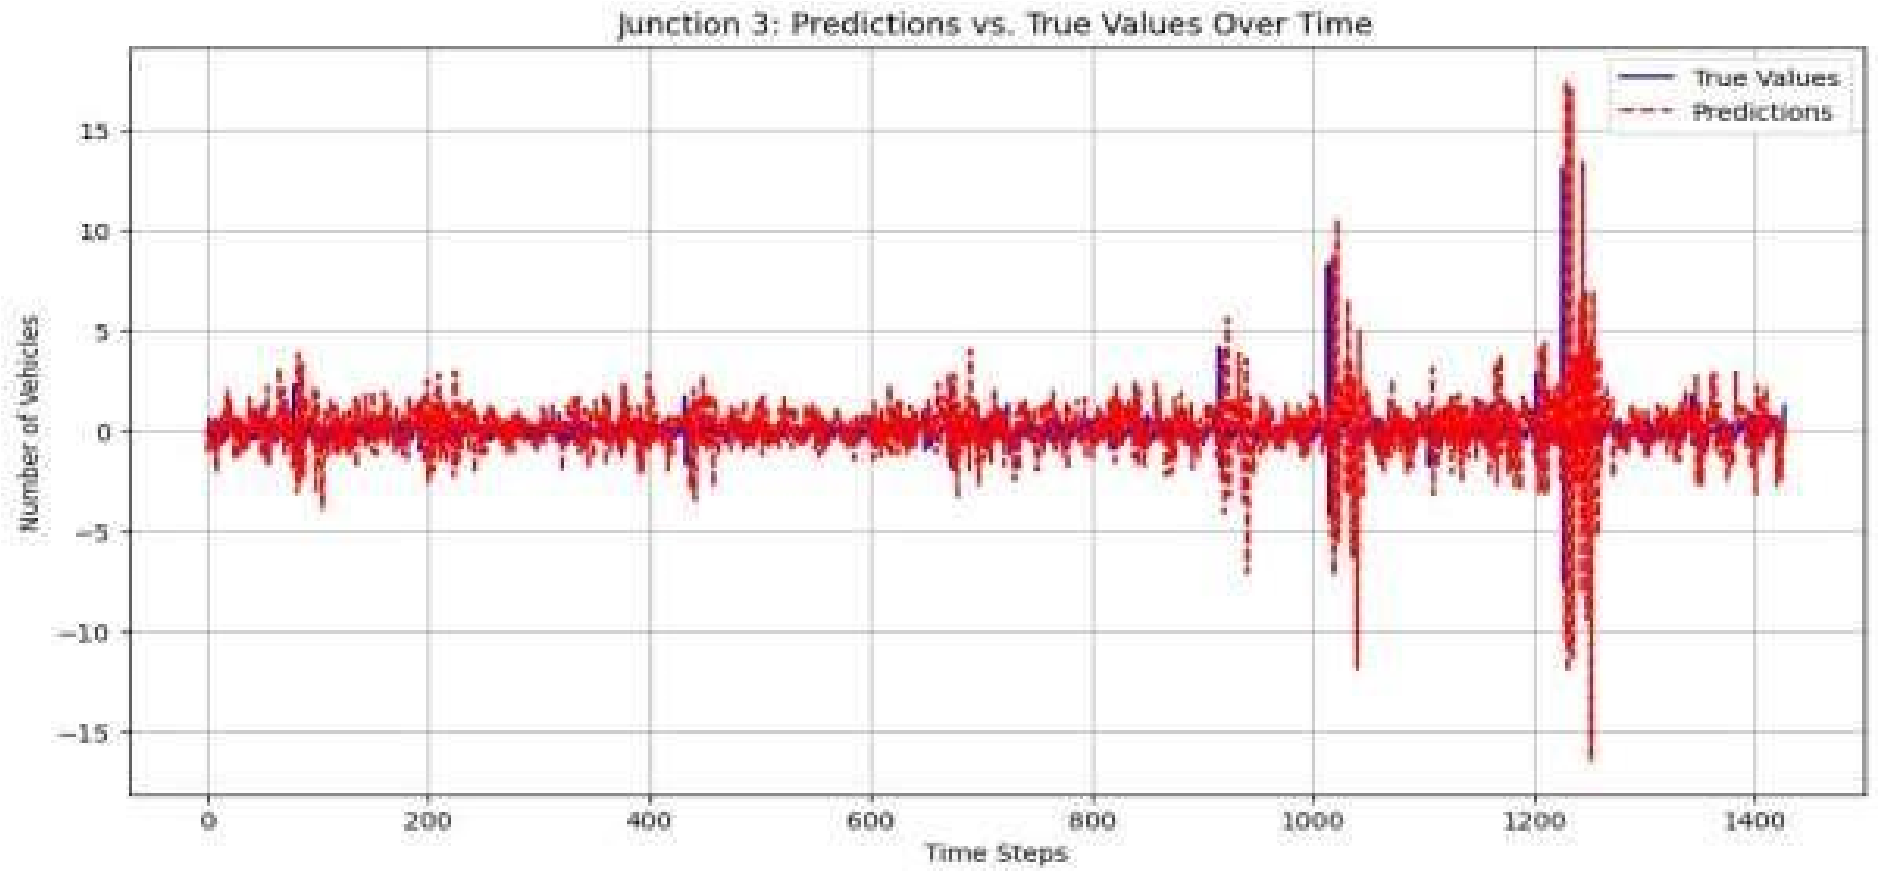 Junction 3: Predictions vs. True Values Over Time
True Values
Predictions
Number of Vehicles
15
10
5
0
−5
−10
−15
0 200 400 600 800 1000 1200 1400
Time Steps